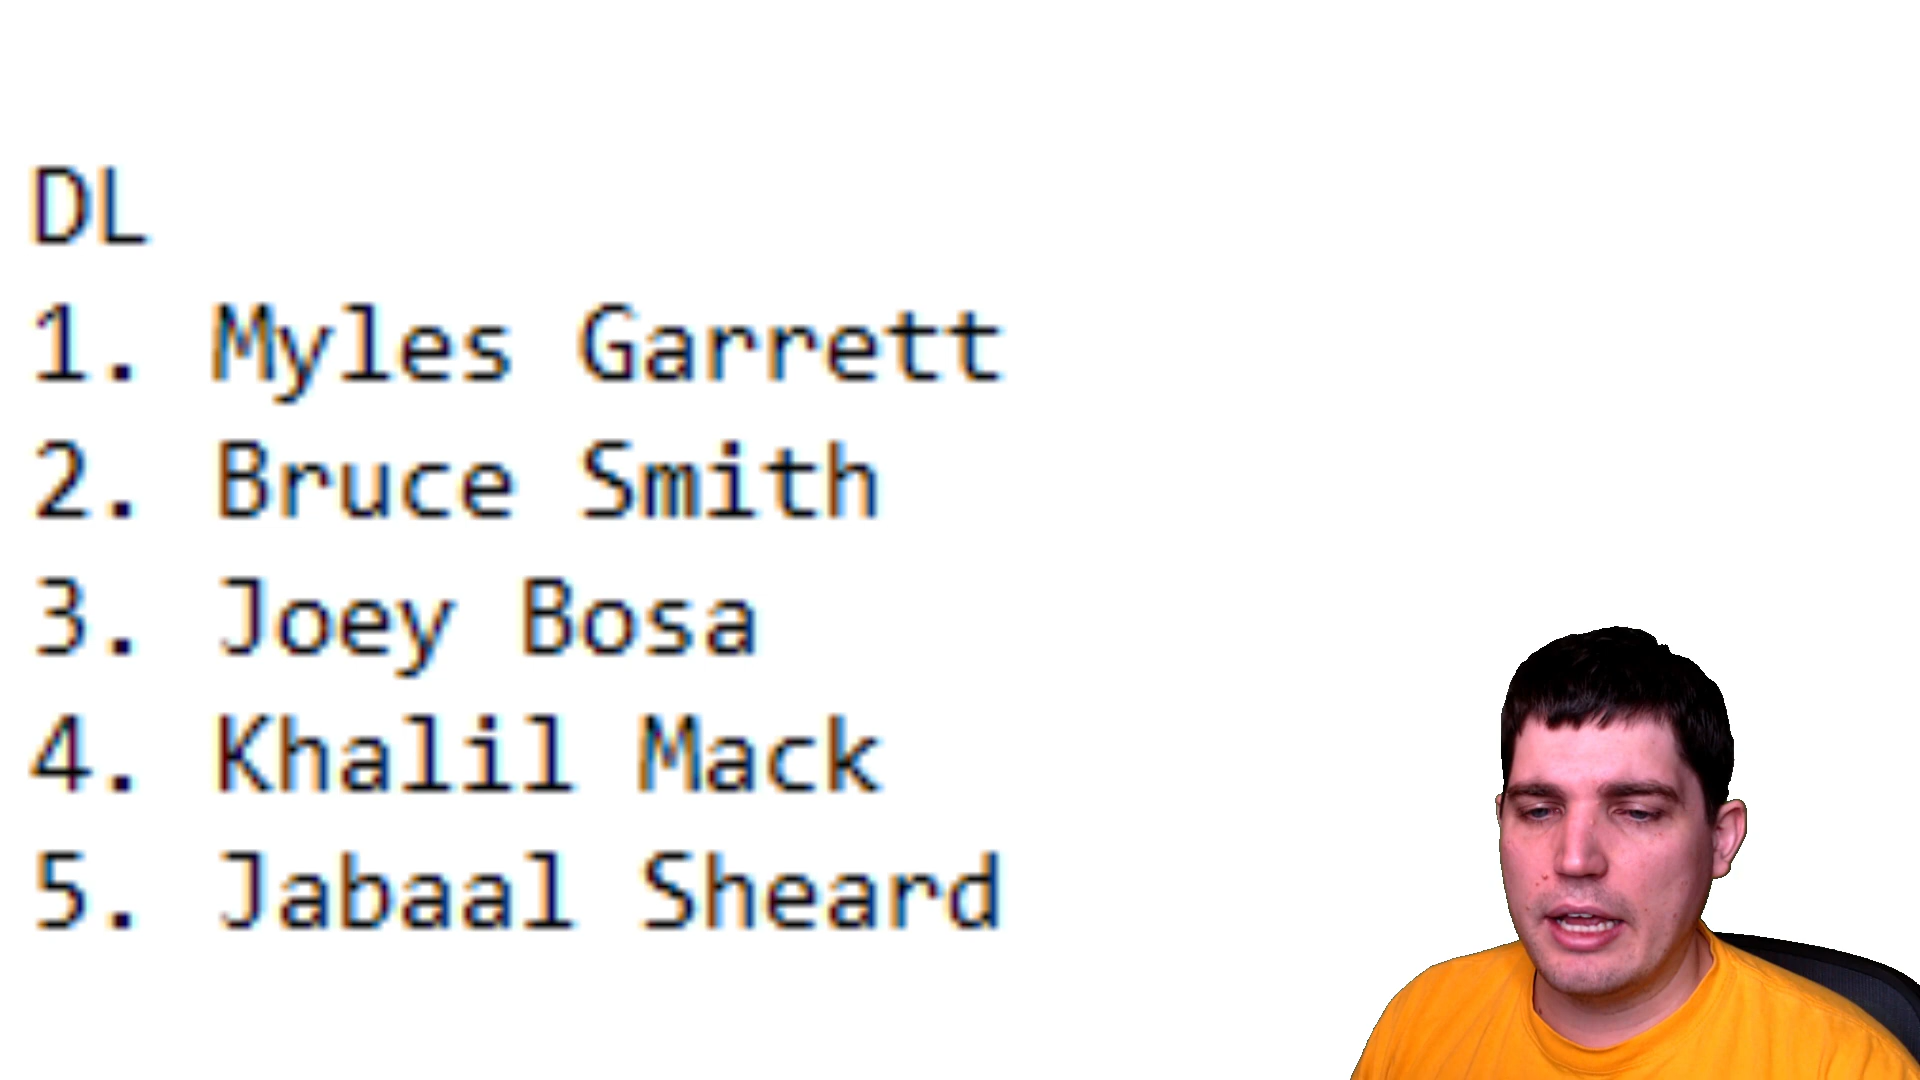 DL
1. Myles Garrett
2. Bruce Smith
3. Joey Bosa
4. Khalil Mack
5. Jabaal Sheard